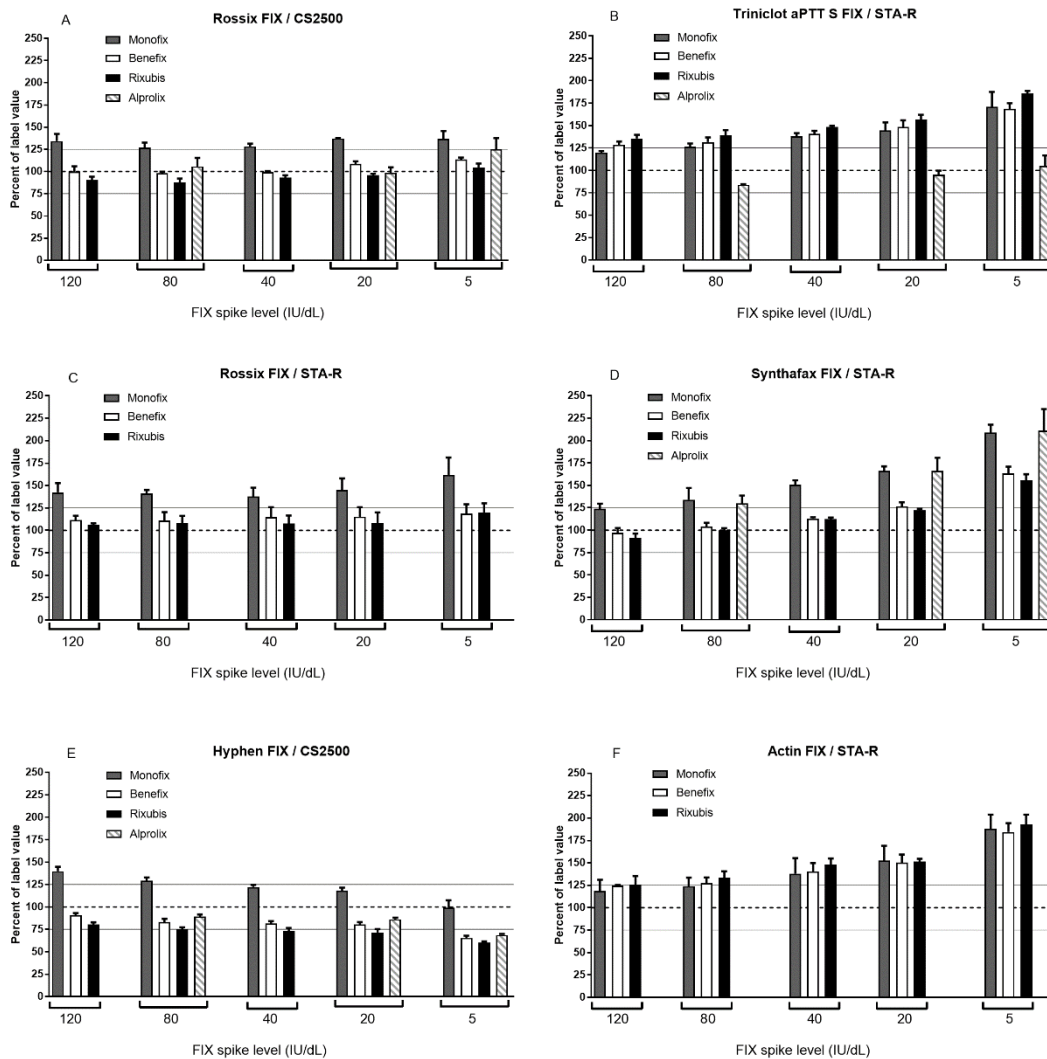 A
Rossix FIX / CS2500
Monofix
Benefix
Rixubis
Alprolix
Percent of label value
250
225
200
175
150
125
100
75
50
25
0
120 80 40 20 5
FIX spike level (IU/dL)
B
Triniclot aPTT S FIX / STA-R
Monofix
Benefix
Rixubis
Alprolix
Percent of label value
250
225
200
175
150
125
100
75
50
25
0
120 80 40 20 5
FIX spike level (IU/dL)
C
Rossix FIX / STA-R
Monofix
Benefix
Rixubis
Percent of label value
250
225
200
175
150
125
100
75
50
25
0
120 80 40 20 5
FIX spike level (IU/dL)
D
Synthafax FIX / STA-R
Monofix
Benefix
Rixubis
Alprolix
Percent of label value
250
225
200
175
150
125
100
75
50
25
0
120 80 40 20 5
FIX spike level (IU/dL)
E
Hyphen FIX / CS2500
Monofix
Benefix
Rixubis
Alprolix
Percent of label value
250
225
200
175
150
125
100
75
50
25
0
120 80 40 20 5
FIX spike level (IU/dL)
F
Actin FIX / STA-R
Monofix
Benefix
Rixubis
Percent of label value
250
225
200
175
150
125
100
75
50
25
0
120 80 40 20 5
FIX spike level (IU/dL)